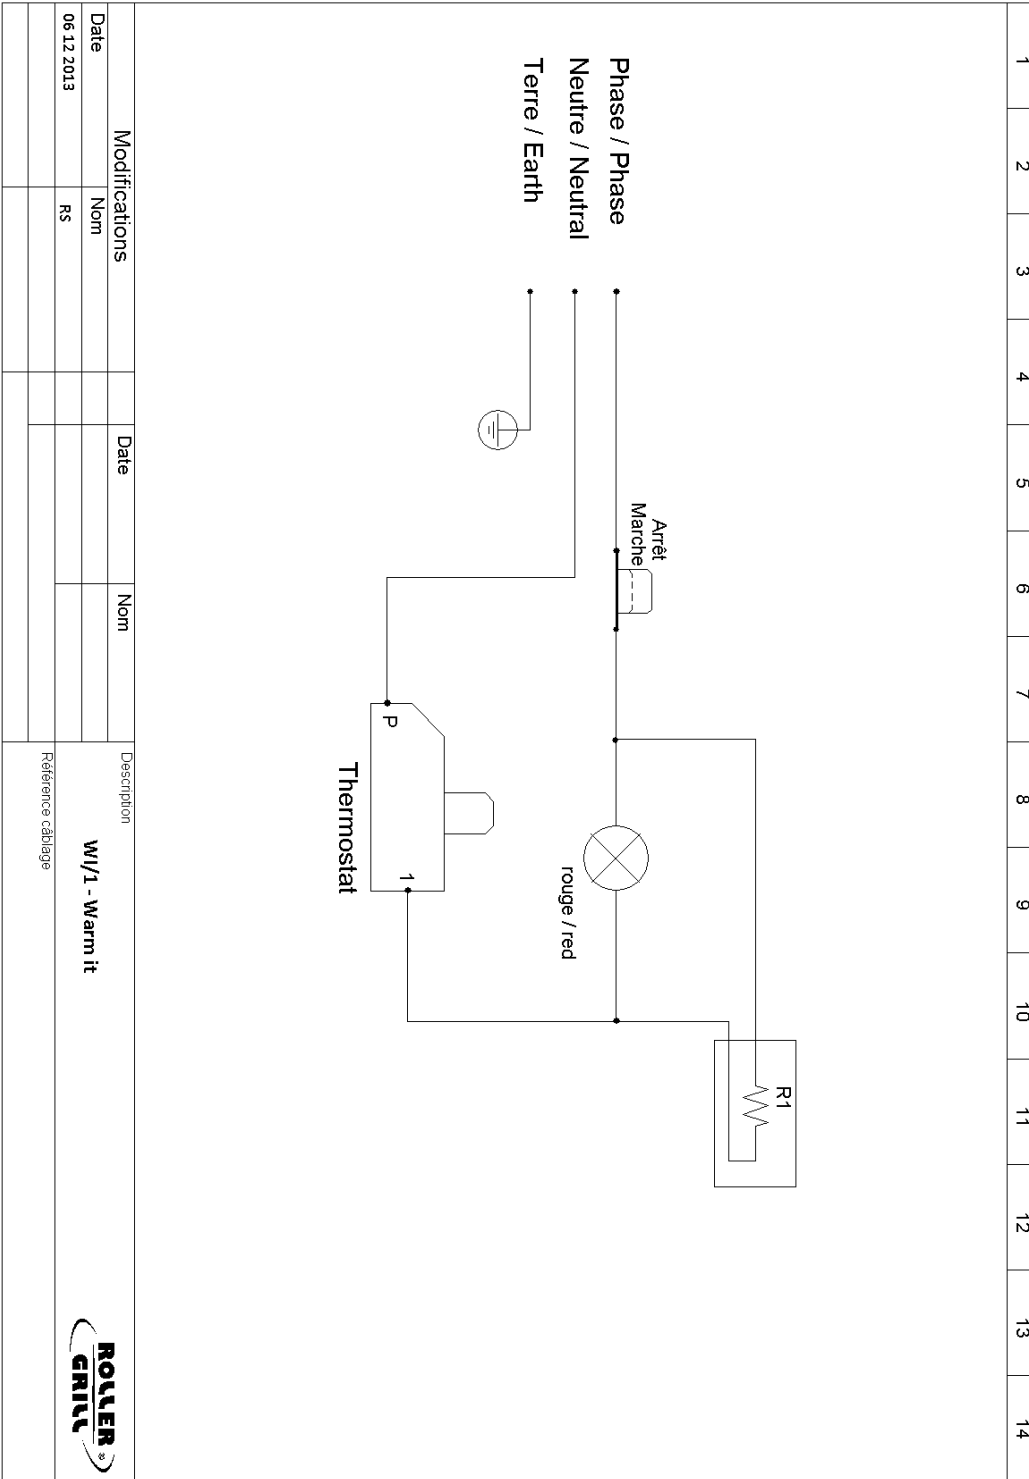 1 2 3 4 5 6 7 8 9 10 11 12 13 14
R1
Arrêt
Marche
Phase / Phase
Neutre / Neutral
Terre / Earth
rouge / red
P
1
Thermostat
Modifications
Date Nom
06 12 2013 RS
Date Nom
Description
WI/1 - Warm it
Référence câblage
ROLLER ®
GRILL